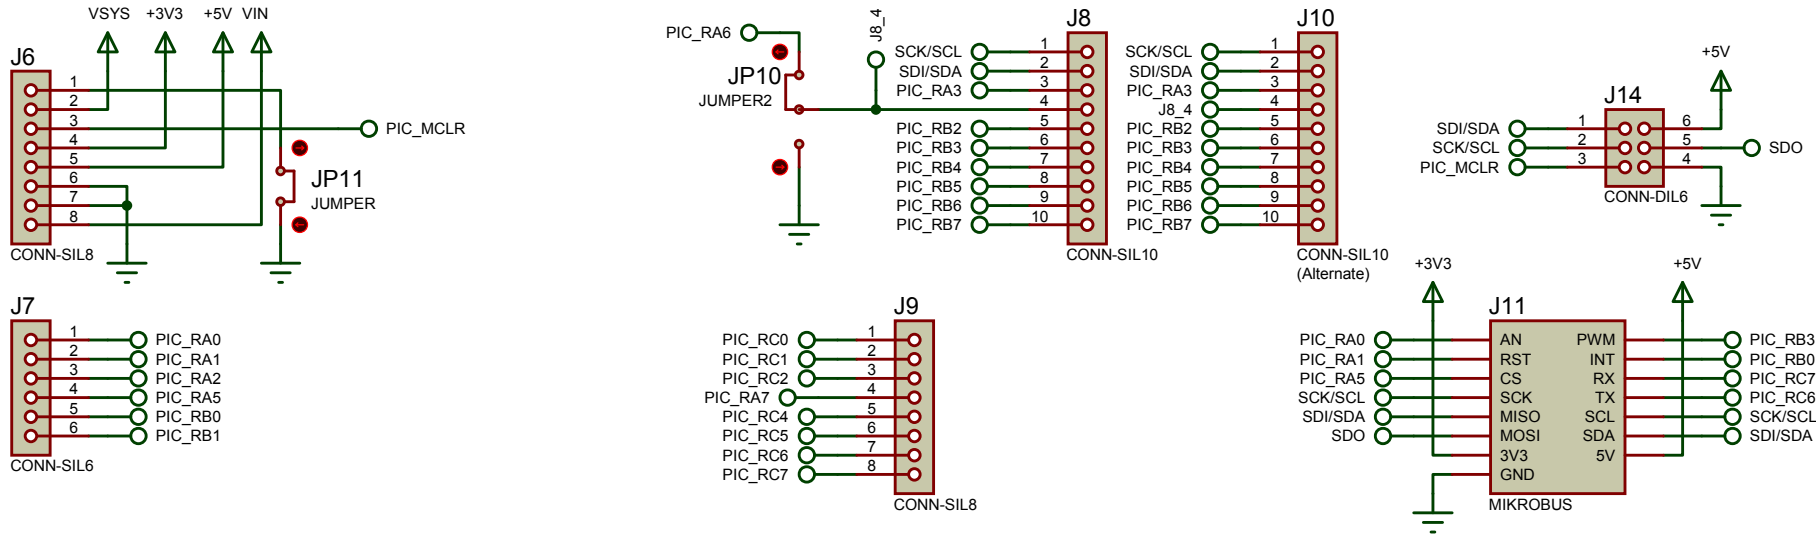 VSYS +3V3 +5V VIN
J6
1
2
3
4
5
6
7
8
PIC_MCLR
JP11
JUMPER
CONN-SIL8
J7
1 PIC_RA0
2 PIC_RA1
3 PIC_RA2
4 PIC_RA5
5 PIC_RB0
6 PIC_RB1
CONN-SIL6
PIC_RA6
JP10
JUMPER2
J8_4
J8
SCK/SCL 1
SDI/SDA 2
PIC_RA3 3
4
PIC_RB2 5
PIC_RB3 6
PIC_RB4 7
PIC_RB5 8
PIC_RB6 9
PIC_RB7 10
CONN-SIL10
J10
SCK/SCL 1
SDI/SDA 2
PIC_RA3 3
J8_4 4
PIC_RB2 5
PIC_RB3 6
PIC_RB4 7
PIC_RB5 8
PIC_RB6 9
PIC_RB7 10
CONN-SIL10
(Alternate)
J9
PIC_RC0 1
PIC_RC1 2
PIC_RC2 3
PIC_RA7 4
PIC_RC4 5
PIC_RC5 6
PIC_RC6 7
PIC_RC7 8
CONN-SIL8
+5V
J14
SDI/SDA 1 6
SCK/SCL 2 5 SDO
PIC_MCLR 3 4
CONN-DIL6
+3V3 +5V
J11
PIC_RA0 AN PWM PIC_RB3
PIC_RA1 RST INT PIC_RB0
PIC_RA5 CS RX PIC_RC7
SCK/SCL SCK TX PIC_RC6
SDI/SDA MISO SCL SCK/SCL
SDO MOSI SDA SDI/SDA
3V3 5V
GND
MIKROBUS